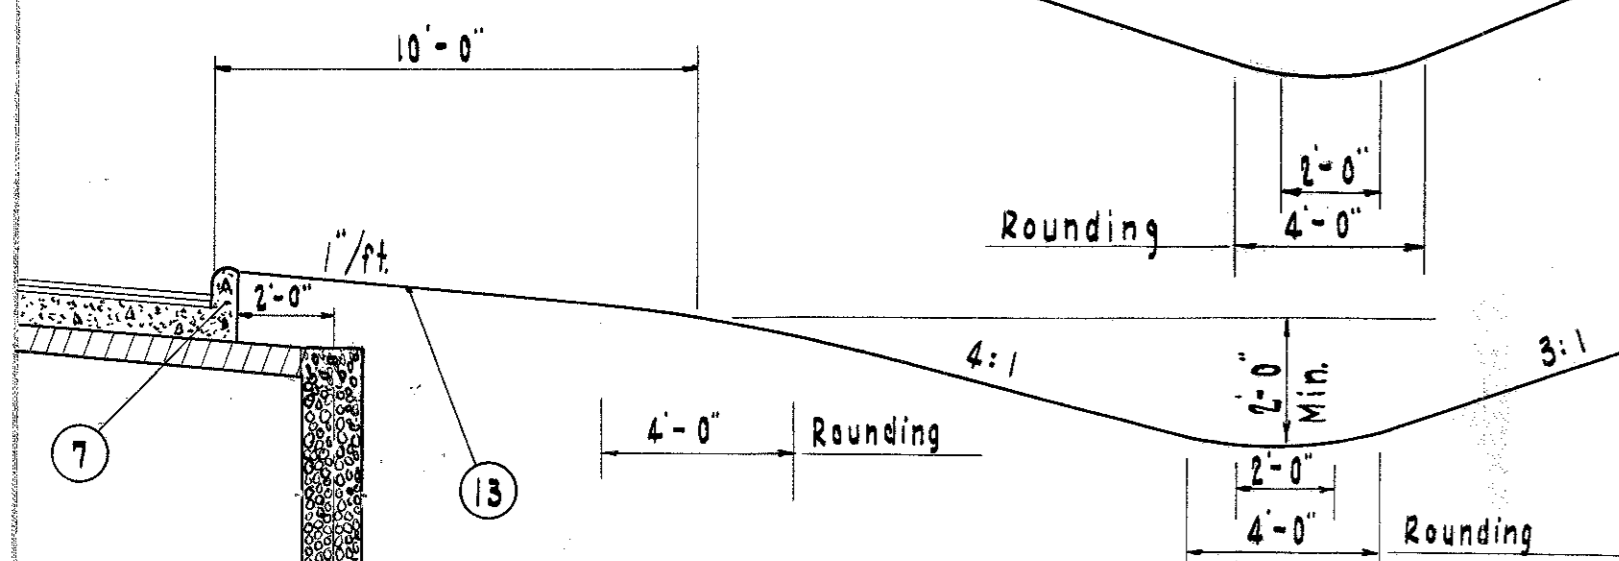 10'-0"
2'-0"
Rounding 4'-0"
1"/ft.
2'-0"
4:1
2'-0"
Min.
3:1
4'-0" Rounding
7
13
2'-0"
4'-0" Rounding